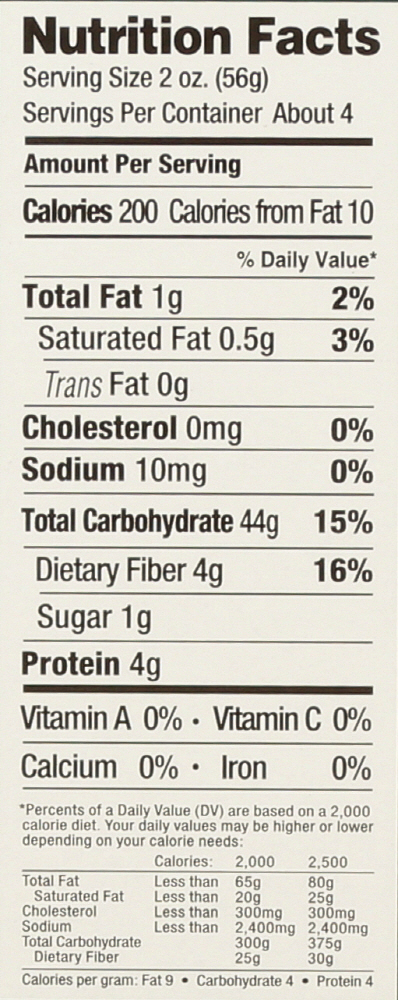 Nutrition Facts
Serving Size 2 oz. (56g)
Servings Per Container About 4
Amount Per Serving
Calories 200 Calories from Fat 10
% Daily Value*
Total Fat 1g 2%
Saturated Fat 0.5g 3%
Trans Fat 0g
Cholesterol 0mg 0%
Sodium 10mg 0%
Total Carbohydrate 44g 15%
Dietary Fiber 4g 16%
Sugar 1g
Protein 4g
Vitamin A 0% • Vitamin C 0%
Calcium 0% • Iron 0%
*Percents of a Daily Value (DV) are based on a 2,000
calorie diet. Your daily values may be higher or lower
depending on your calorie needs:
Calories: 2,000 2,500
Total Fat Less than 65g 80g
Saturated Fat Less than 20g 25g
Cholesterol Less than 300mg 300mg
Sodium Less than 2,400mg 2,400mg
Total Carbohydrate 300g 375g
Dietary Fiber 25g 30g
Calories per gram: Fat 9 • Carbohydrate 4 • Protein 4